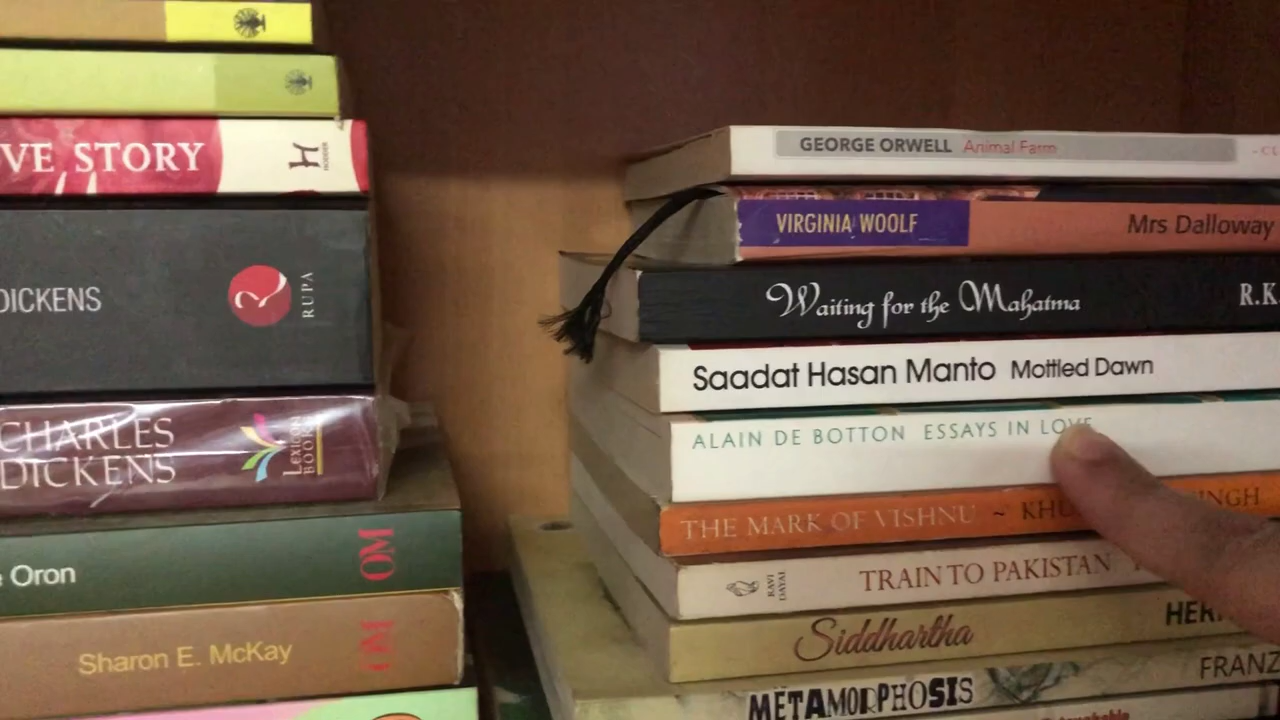 VE STORY
HODDER
DICKENS
RUPA
CHARLES
DICKENS
LEXICON
BOOKS
Oron
OM
Sharon E. McKay
OM
GEORGE ORWELL Animal Farm
VIRGINIA WOOLF Mrs Dalloway
Waiting for the Mahatma R.K
Saadat Hasan Manto Mottled Dawn
ALAIN DE BOTTON ESSAYS IN LOVE
THE MARK OF VISHNU ~ KHU INGH
RAVI
DAYAL
TRAIN TO PAKISTAN
Siddhartha HER
METAMORPHOSIS FRANZ